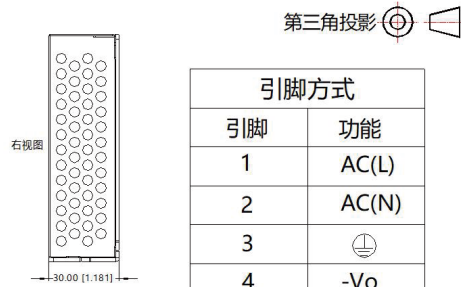 第三角投影
右视图
30.00 [1.181]
引脚方式
引脚 功能
1 AC(L)
2 AC(N)
3
4 -Vo